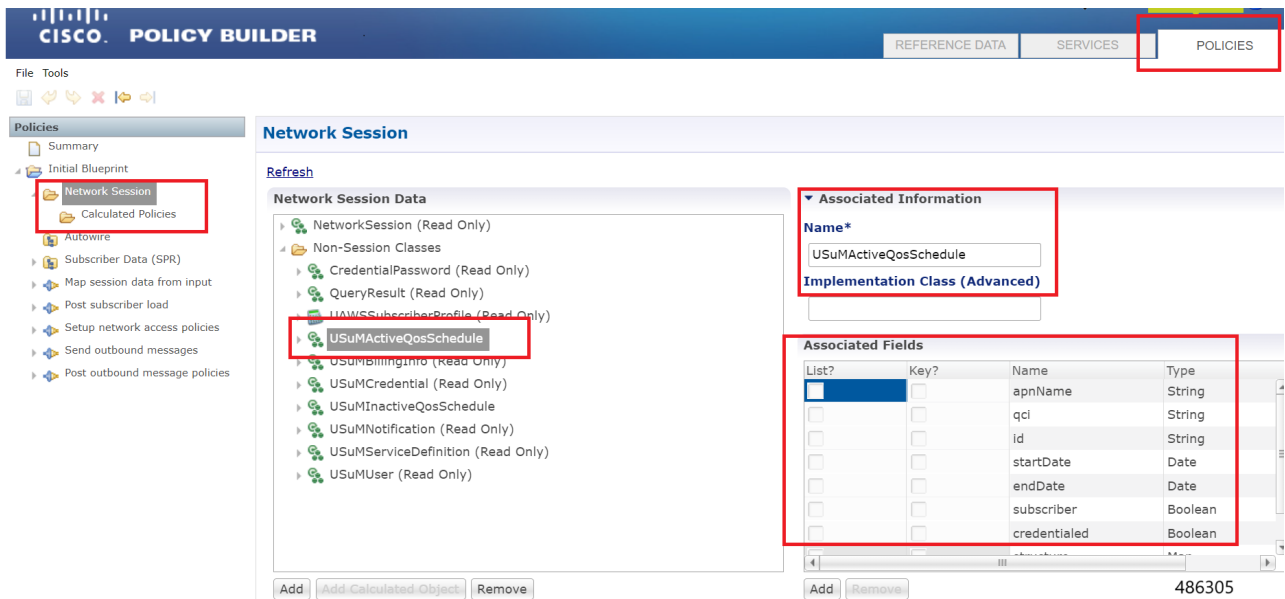 CISCO. POLICY BUILDER
REFERENCE DATA
SERVICES
POLICIES
File Tools
Policies
Summary
Initial Blueprint
Network Session
Calculated Policies
Autowire
Subscriber Data (SPR)
Map session data from input
Post subscriber load
Setup network access policies
Send outbound messages
Post outbound message policies
Network Session
Refresh
Network Session Data
NetworkSession (Read Only)
Non-Session Classes
CredentialPassword (Read Only)
QueryResult (Read Only)
UAWSSubscriberProfile (Read Only)
USuMActiveQosSchedule
USuMBillingInfo (Read Only)
USuMCredential (Read Only)
USuMInactiveQosSchedule
USuMNotification (Read Only)
USuMServiceDefinition (Read Only)
USuMUser (Read Only)
Add Add Calculated Object Remove
Associated Information
Name*
USuMActiveQosSchedule
Implementation Class (Advanced)
Associated Fields
List? Key? Name Type
apnName String
qci String
id String
startDate Date
endDate Date
subscriber Boolean
credentialed Boolean
Add Remove
486305